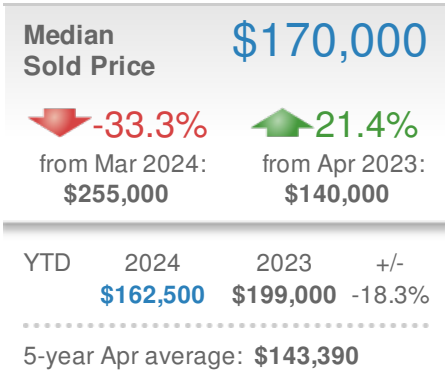 Median $170,000
Sold Price
-33.3% 21.4%
from Mar 2024: from Apr 2023:
$255,000 $140,000
YTD 2024 2023 +/-
$162,500 $199,000 -18.3%
5-year Apr average: $143,390